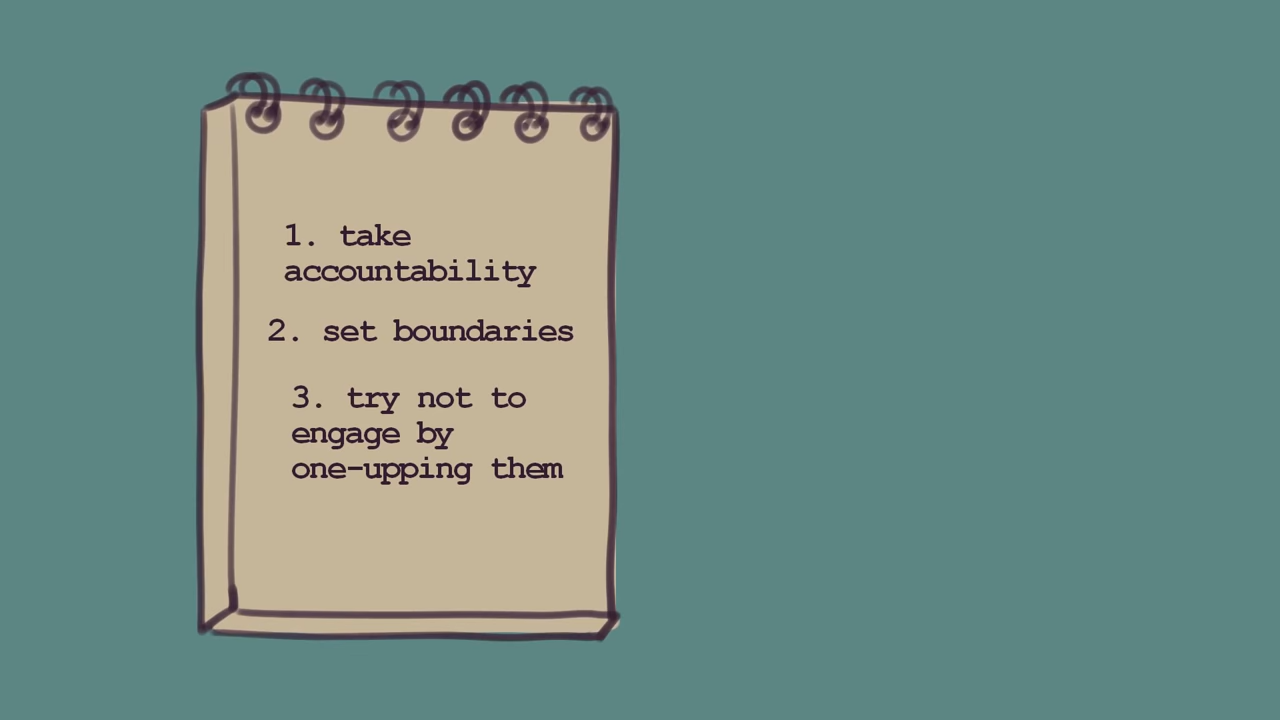 1. take
accountability
2. set boundaries
3. try not to
engage by
one-upping them